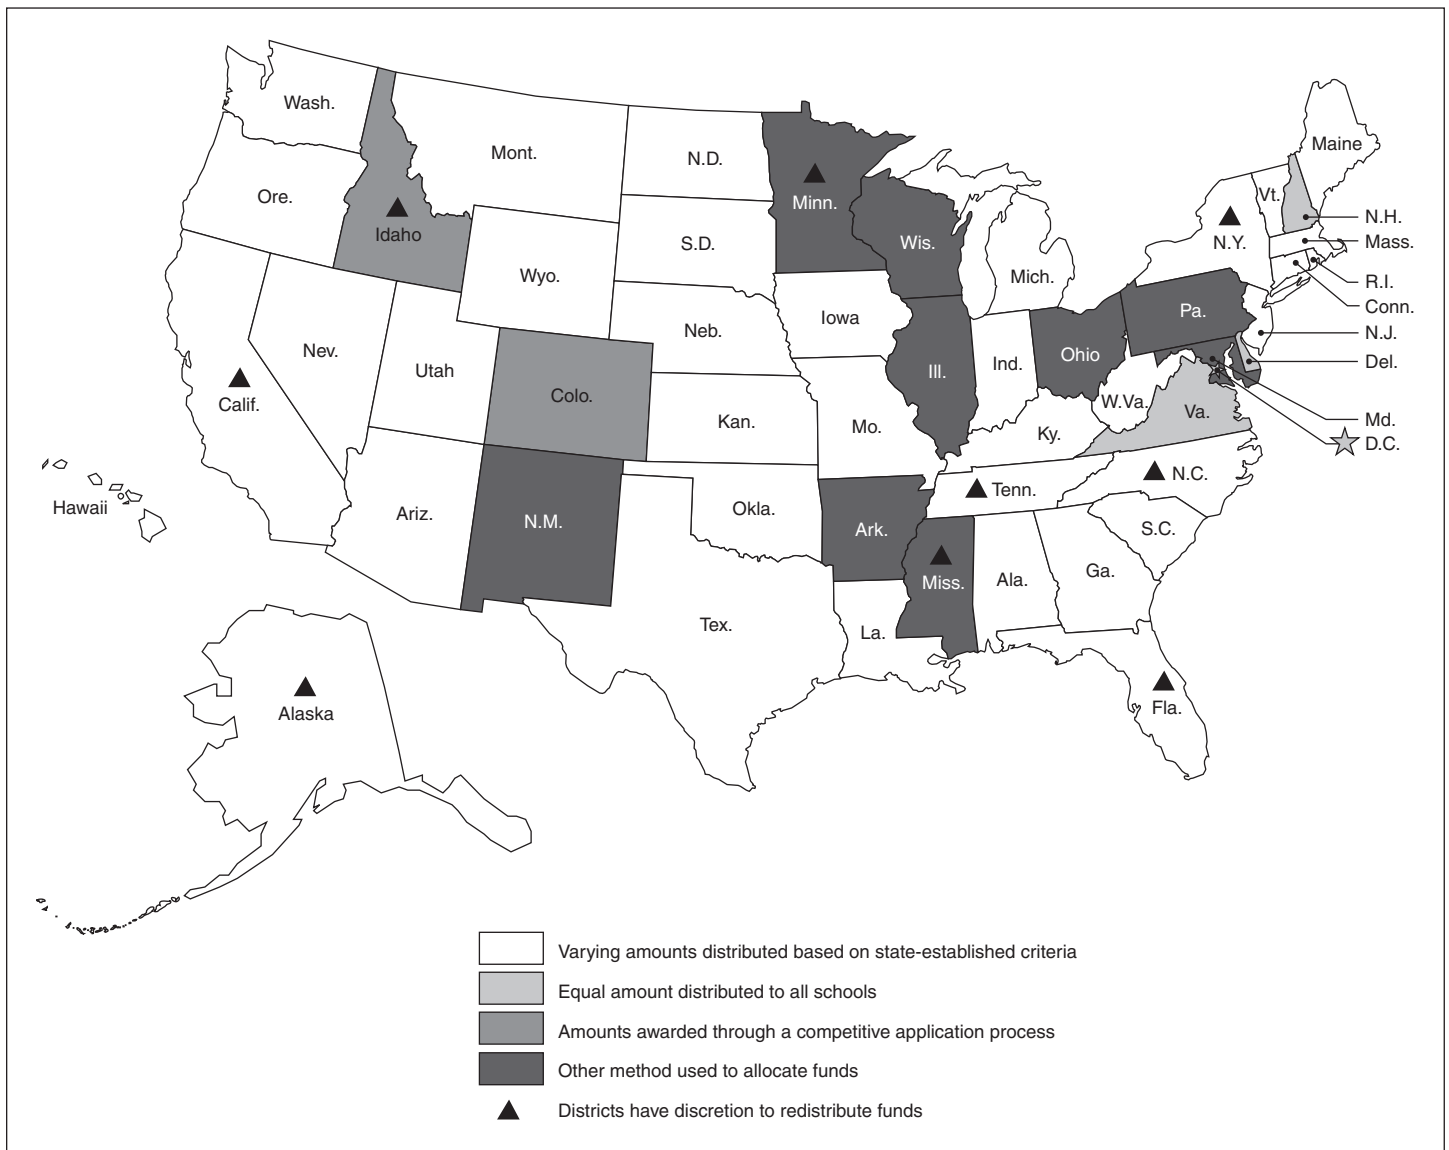 Wash.
Maine
Mont.
N.D.
Minn.
Vt.
Ore.
Idaho
N.H.
Wis.
N.Y.
Mass.
S.D.
Mich.
Wyo.
R.I.
Conn.
Iowa
Pa.
Neb.
N.J.
Nev.
Ohio
Del.
Utah
Ill.
Ind.
Colo.
Calif.
W.Va.
Va.
Kan.
Md.
Mo.
Ky.
D.C.
N.C.
Tenn.
Hawaii
Okla.
Ariz.
N.M.
Ark.
S.C.
Miss.
Ala.
Ga.
Tex.
La.
Fla.
Alaska
Varying amounts distributed based on state-established criteria
Equal amount distributed to all schools
Amounts awarded through a competitive application process
Other method used to allocate funds
Districts have discretion to redistribute funds